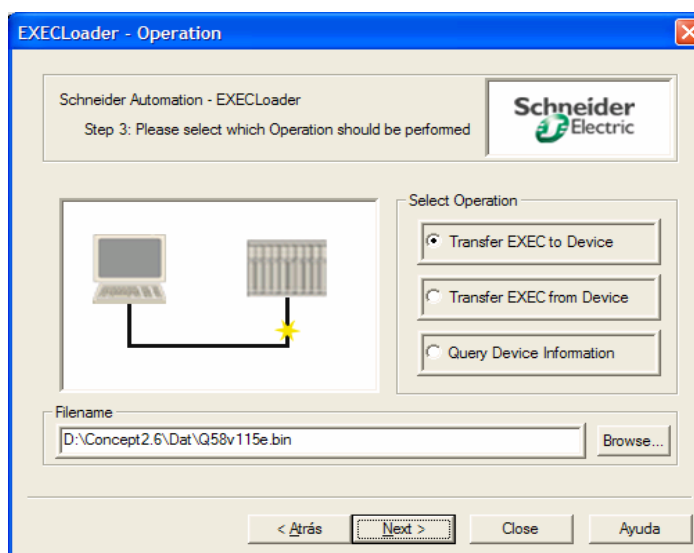 EXECLoader - Operation
Schneider Automation - EXECLoader
Step 3: Please select which Operation should be performed
Schneider
Electric
Select Operation
Transfer EXEC to Device
Transfer EXEC from Device
Query Device Information
Filename
D:\Concept2.6\Dat\Q58v115e.bin
Browse...
< Atrás
Next >
Close
Ayuda